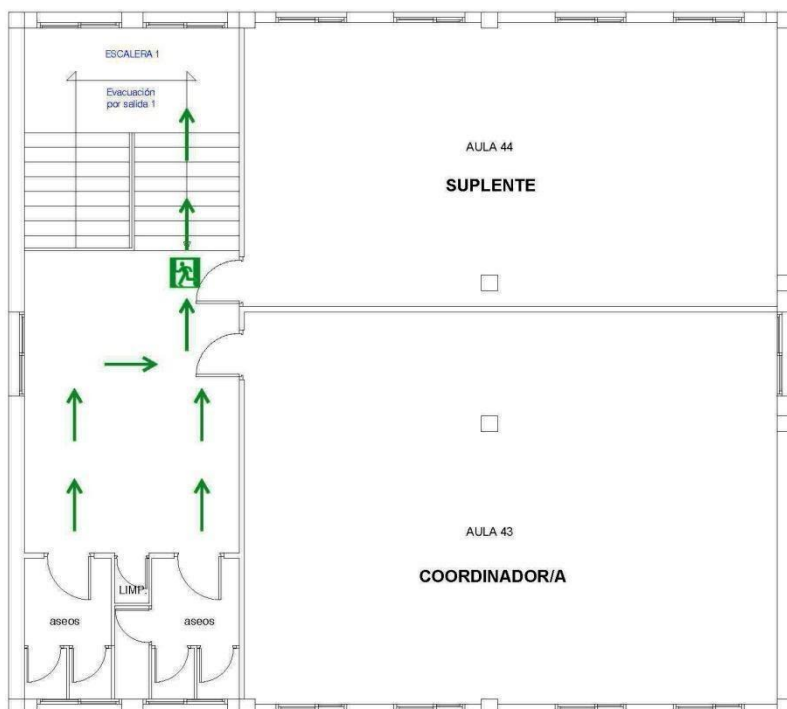 ESCALERA 1
Evacuación
por salida 1
AULA 44
SUPLENTE
AULA 43
COORDINADOR/A
LIMP.
aseos
aseos